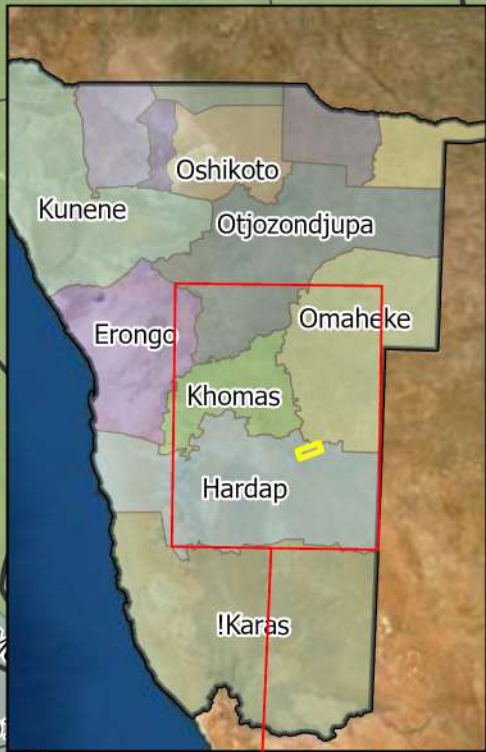 Oshikoto
Kunene
Otjozondjupa
Omaheke
Erongo
Khomas
Hardap
!Karas